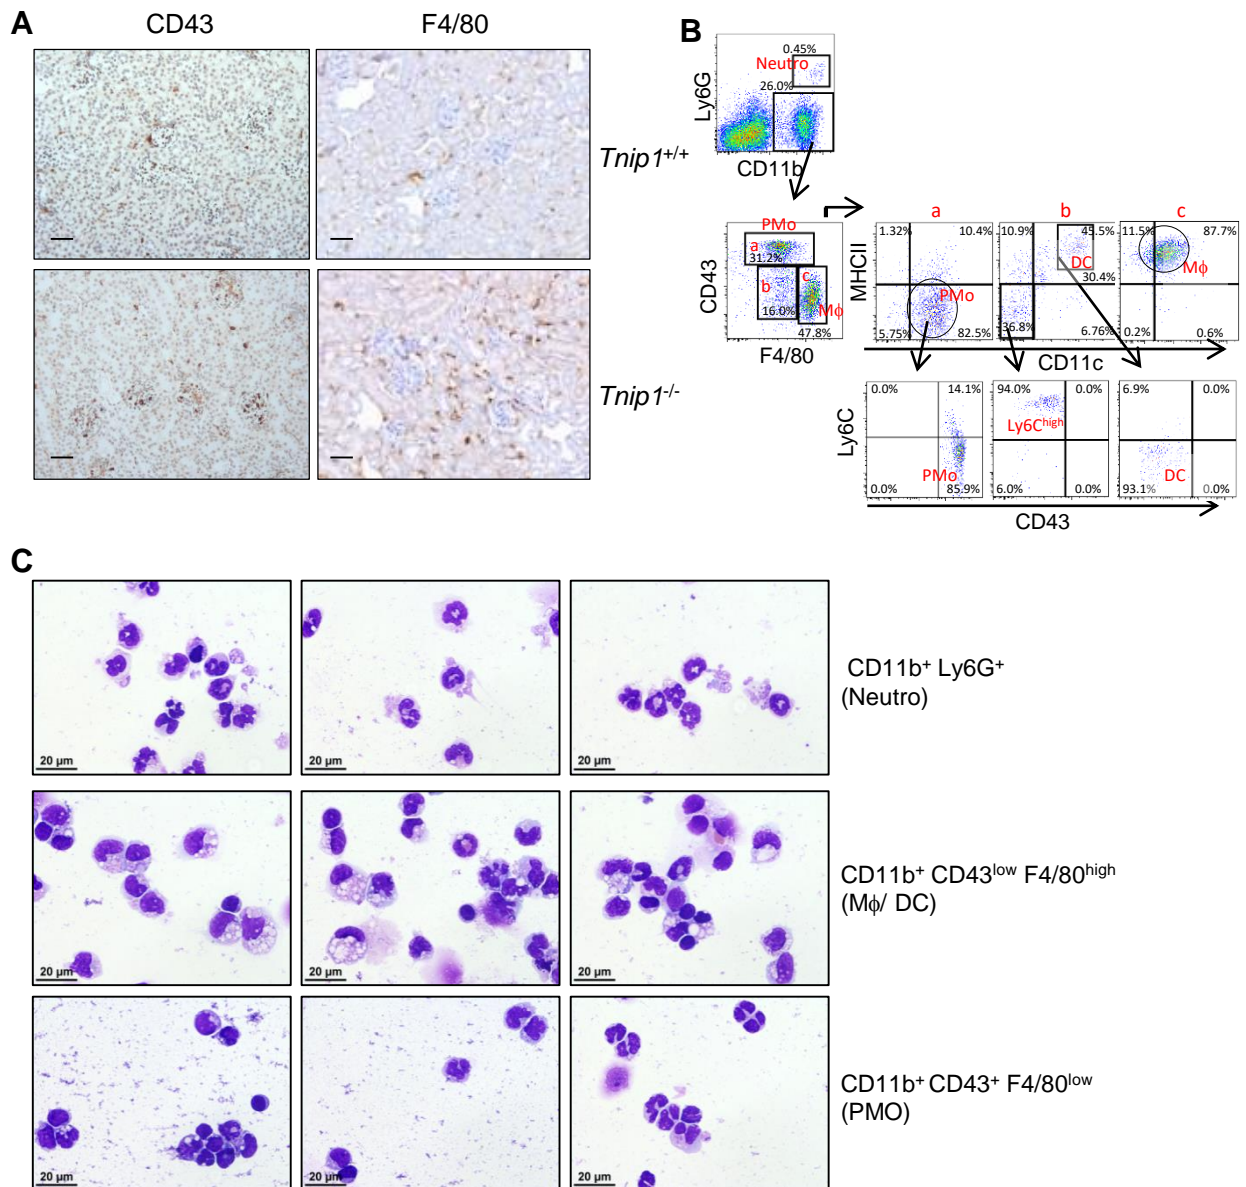 A
CD43
F4/80
Tnip1+/+
Tnip1-/-
B
Ly6G
0.45%
Neutro
26.0%
CD11b
PMo
a
31.2%
b
c
16.0%
Mϕ
47.8%
CD43
F4/80
a
b
c
MHCII
1.32%
10.4%
PMo
5.75%
82.5%
10.9%
45.5%
DC
30.4%
36.8%
6.76%
11.5%
87.7%
Mϕ
0.2%
0.6%
CD11c
Ly6C
0.0%
14.1%
PMo
0.0%
85.9%
94.0%
0.0%
Ly6Chigh
6.0%
0.0%
6.9%
0.0%
DC
93.1%
0.0%
CD43
C
20 µm
20 µm
20 µm
CD11b+ Ly6G+
(Neutro)
20 µm
20 µm
20 µm
CD11b+ CD43low F4/80high
(Mϕ/ DC)
20 µm
20 µm
20 µm
CD11b+ CD43+ F4/80low
(PMO)